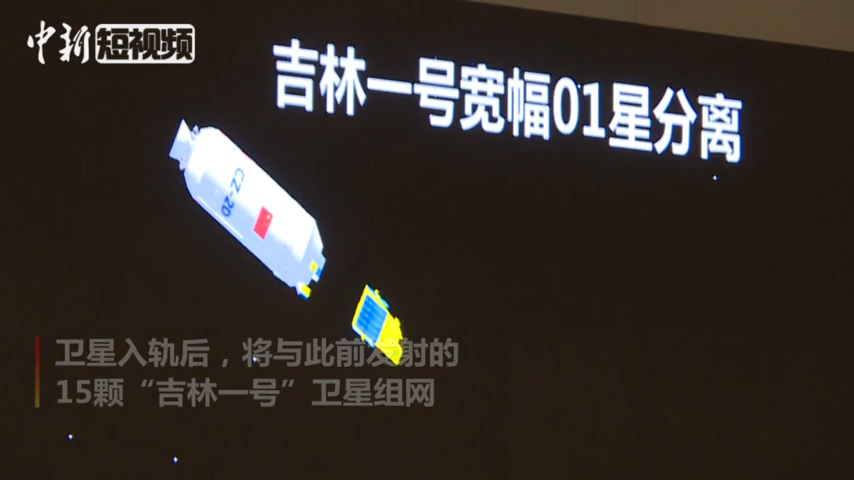 中新短视频
吉林一号宽幅01星分离
CZ-2D
卫星入轨后，将与此前发射的
15颗“吉林一号”卫星组网